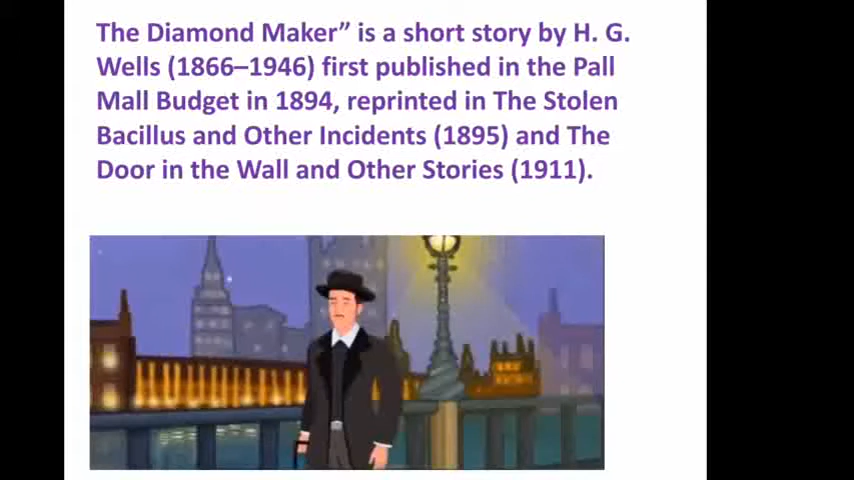 The Diamond Maker” is a short story by H. G.
Wells (1866–1946) first published in the Pall
Mall Budget in 1894, reprinted in The Stolen
Bacillus and Other Incidents (1895) and The
Door in the Wall and Other Stories (1911).